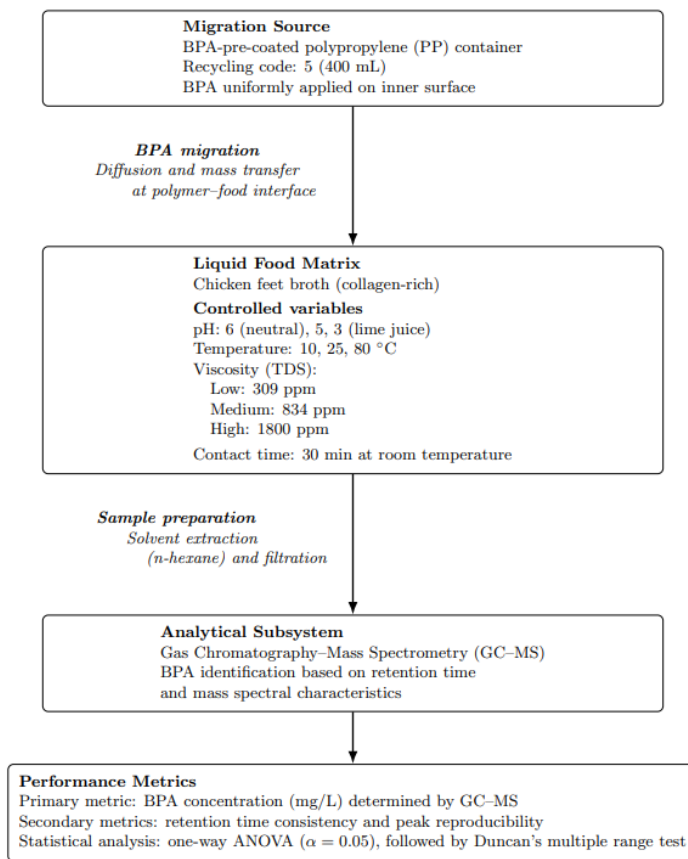 Migration Source
BPA-pre-coated polypropylene (PP) container
Recycling code: 5 (400 mL)
BPA uniformly applied on inner surface
BPA migration
Diffusion and mass transfer
at polymer–food interface
Liquid Food Matrix
Chicken feet broth (collagen-rich)
Controlled variables
pH: 6 (neutral), 5, 3 (lime juice)
Temperature: 10, 25, 80 °C
Viscosity (TDS):
Low: 309 ppm
Medium: 834 ppm
High: 1800 ppm
Contact time: 30 min at room temperature
Sample preparation
Solvent extraction
(n-hexane) and filtration
Analytical Subsystem
Gas Chromatography–Mass Spectrometry (GC–MS)
BPA identification based on retention time
and mass spectral characteristics
Performance Metrics
Primary metric: BPA concentration (mg/L) determined by GC–MS
Secondary metrics: retention time consistency and peak reproducibility
Statistical analysis: one-way ANOVA (α = 0.05), followed by Duncan's multiple range test